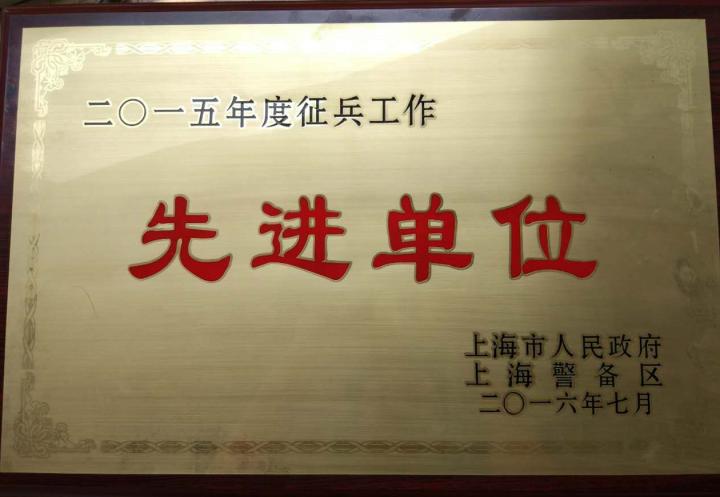 二〇一五年度征兵工作
先进单位
上海市人民政府
上海警备区
二〇一六年七月